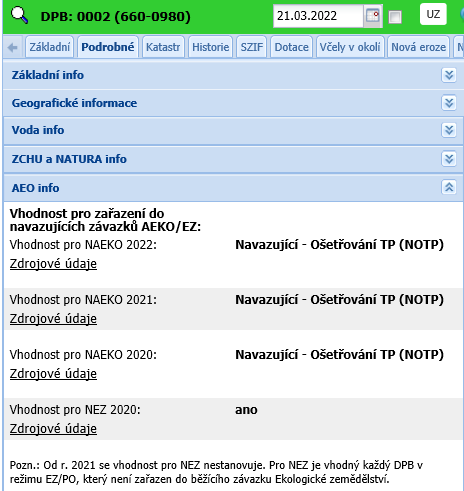 DPB: 0002 (660-0980)
21.03.2022
UZ
Základní
Podrobné
Katastr
Historie
SZIF
Dotace
Včely v okolí
Nová eroze
N
Základní info
Geografické informace
Voda info
ZCHU a NATURA info
AEO info
Vhodnost pro zařazení do
navazujících závazků AEKO/EZ:
Vhodnost pro NAEKO 2022: Navazující - Ošetřování TP (NOTP)
Zdrojové údaje
Vhodnost pro NAEKO 2021: Navazující - Ošetřování TP (NOTP)
Zdrojové údaje
Vhodnost pro NAEKO 2020: Navazující - Ošetřování TP (NOTP)
Zdrojové údaje
Vhodnost pro NEZ 2020: ano
Zdrojové údaje
Pozn.: Od r. 2021 se vhodnost pro NEZ nestanovuje. Pro NEZ je vhodný každý DPB v
režimu EZ/PO, který není zařazen do běžícího závazku Ekologické zemědělství.